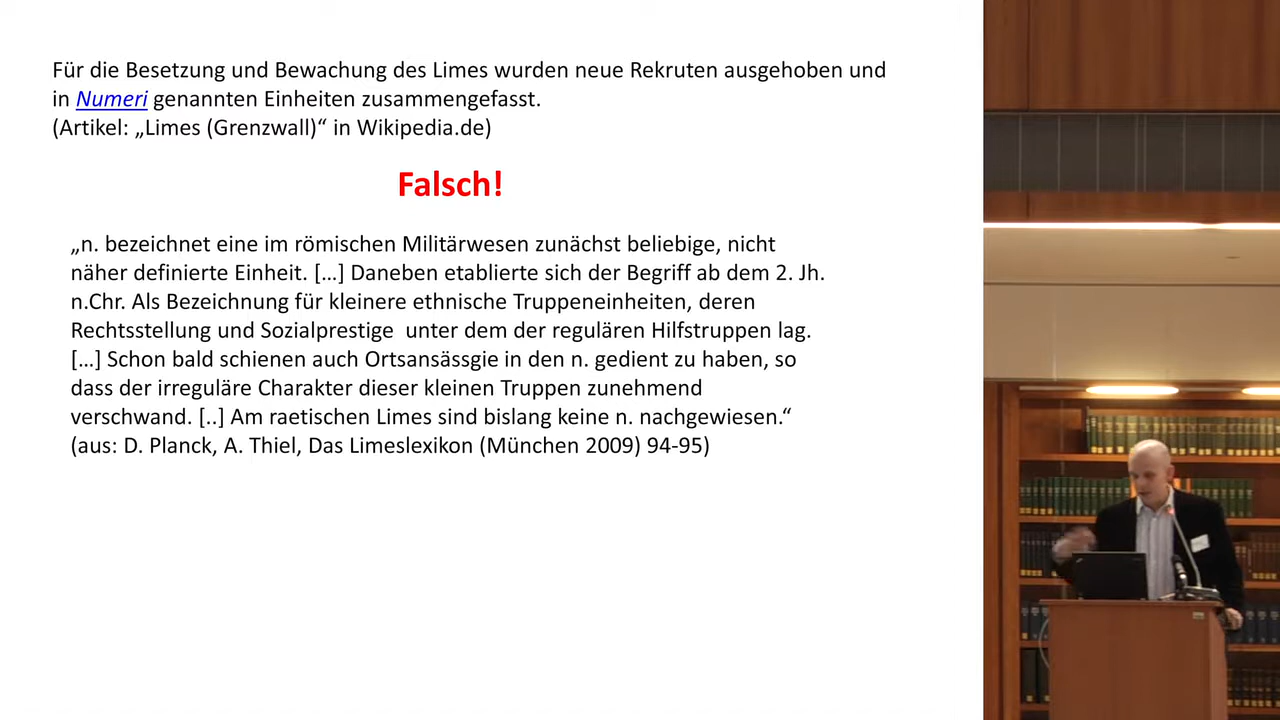 Für die Besetzung und Bewachung des Limes wurden neue Rekruten ausgehoben und
in Numeri genannten Einheiten zusammengefasst.
(Artikel: „Limes (Grenzwall)“ in Wikipedia.de)
Falsch!
„n. bezeichnet eine im römischen Militärwesen zunächst beliebige, nicht
näher definierte Einheit. […] Daneben etablierte sich der Begriff ab dem 2. Jh.
n.Chr. Als Bezeichnung für kleinere ethnische Truppeneinheiten, deren
Rechtsstellung und Sozialprestige  unter dem der regulären Hilfstruppen lag.
[…] Schon bald schienen auch Ortsansässgie in den n. gedient zu haben, so
dass der irreguläre Charakter dieser kleinen Truppen zunehmend
verschwand. [..] Am raetischen Limes sind bislang keine n. nachgewiesen.“
(aus: D. Planck, A. Thiel, Das Limeslexikon (München 2009) 94-95)